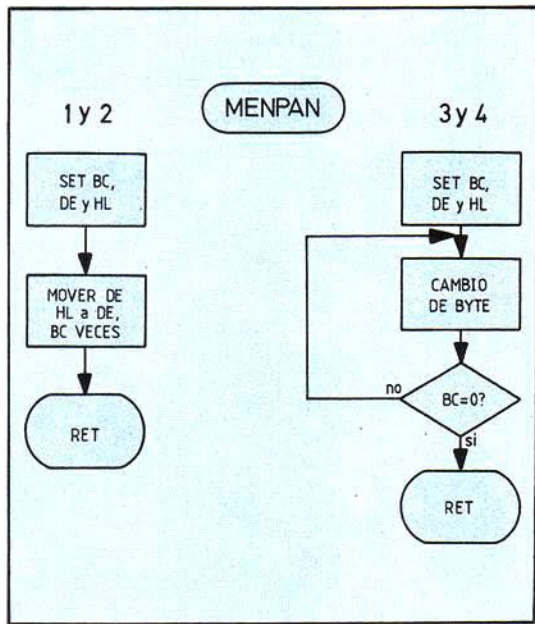 MENPAN
1 y 2
SET BC,
DE y HL
MOVER DE
HL a DE,
BC VECES
RET
3 y 4
SET BC,
DE y HL
CAMBIO
DE BYTE
no
BC=0?
si
RET